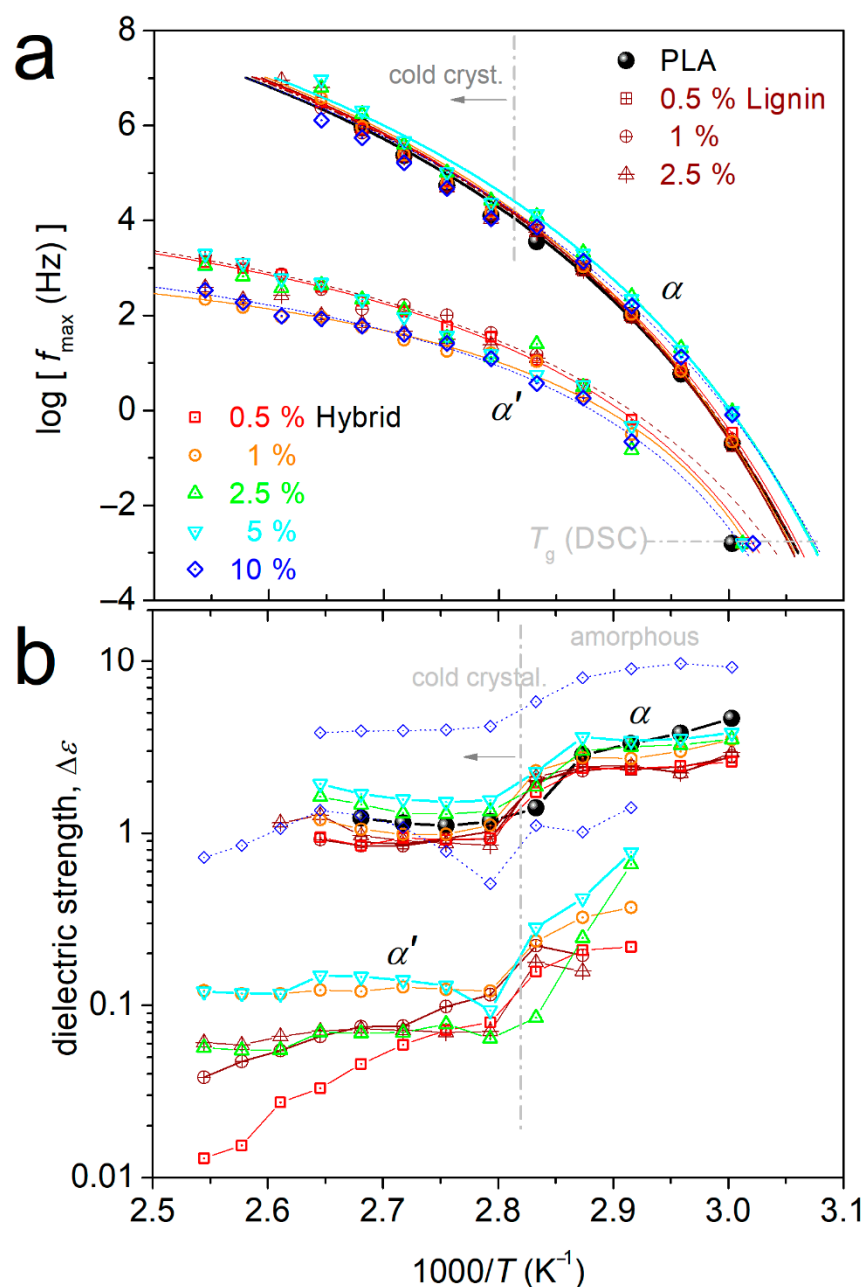 a
8
6
4
2
0
−2
−4
log [ f max (Hz) ]
cold cryst.
PLA
0.5 % Lignin
1 %
2.5 %
α
α'
0.5 % Hybrid
1 %
2.5 %
5 %
10 %
Tg (DSC)
b
10
1
0.1
0.01
dielectric strength, Δε
amorphous
cold crystal.
α
α'
2.5 2.6 2.7 2.8 2.9 3.0 3.1
1000/T (K⁻¹)